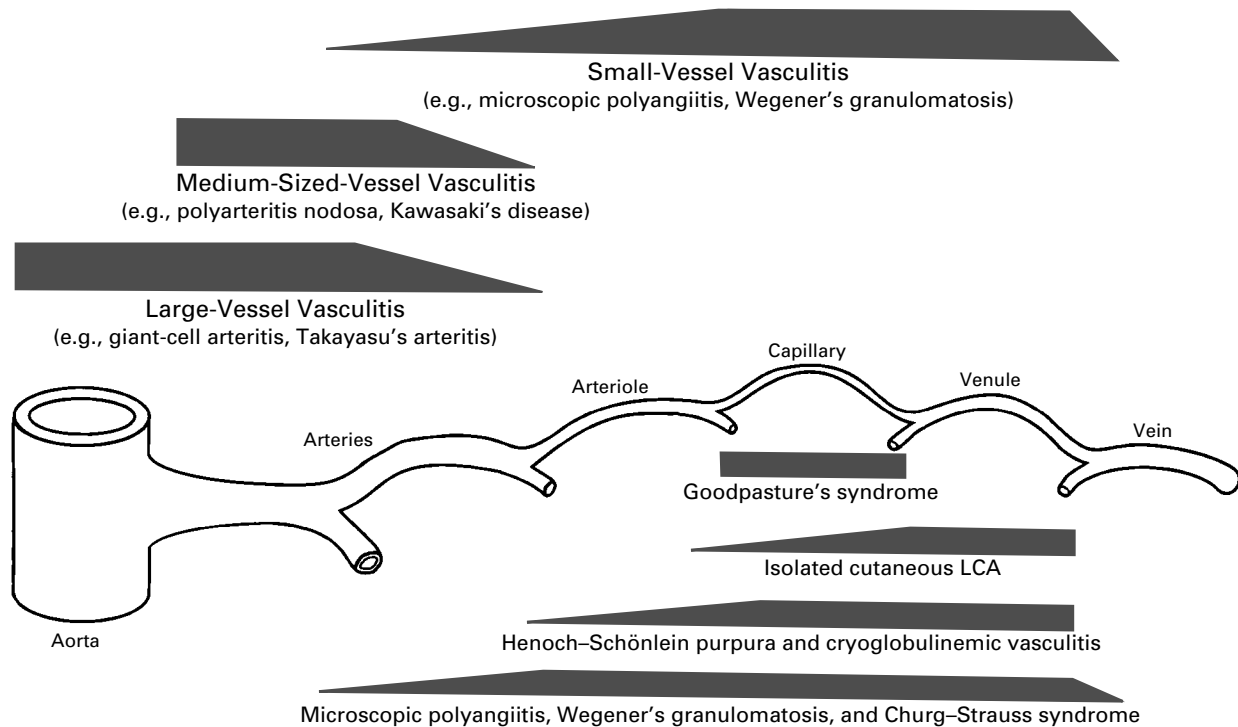 Small-Vessel Vasculitis
(e.g., microscopic polyangiitis, Wegener’s granulomatosis)
Medium-Sized-Vessel Vasculitis
(e.g., polyarteritis nodosa, Kawasaki’s disease)
Large-Vessel Vasculitis
(e.g., giant-cell arteritis, Takayasu’s arteritis)
Capillary
Arteriole
Venule
Arteries
Vein
Goodpasture’s syndrome
Isolated cutaneous LCA
Aorta
Henoch–Schönlein purpura and cryoglobulinemic vasculitis
Microscopic polyangiitis, Wegener’s granulomatosis, and Churg–Strauss syndrome